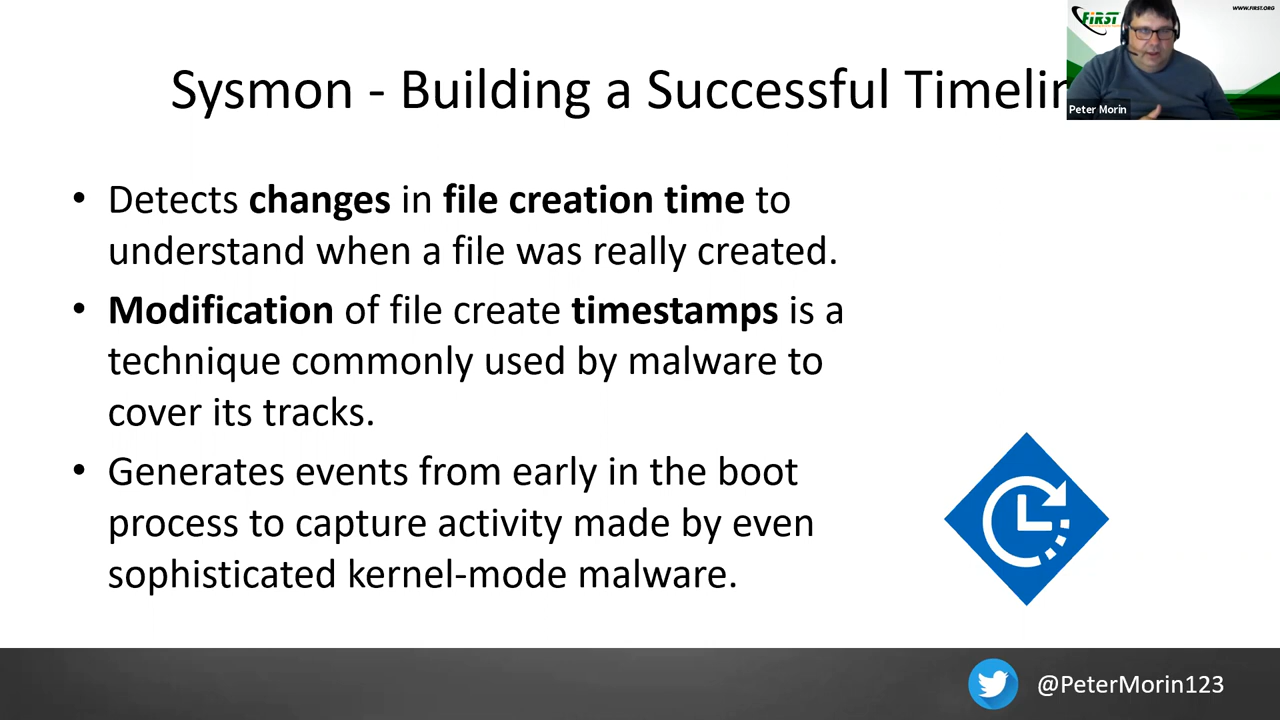 FiRST
WWW.FIRST.ORG
Sysmon - Building a Successful Timelin
Peter Morin
• Detects changes in file creation time to
understand when a file was really created.
• Modification of file create timestamps is a
technique commonly used by malware to
cover its tracks.
• Generates events from early in the boot
process to capture activity made by even
sophisticated kernel-mode malware.
@PeterMorin123